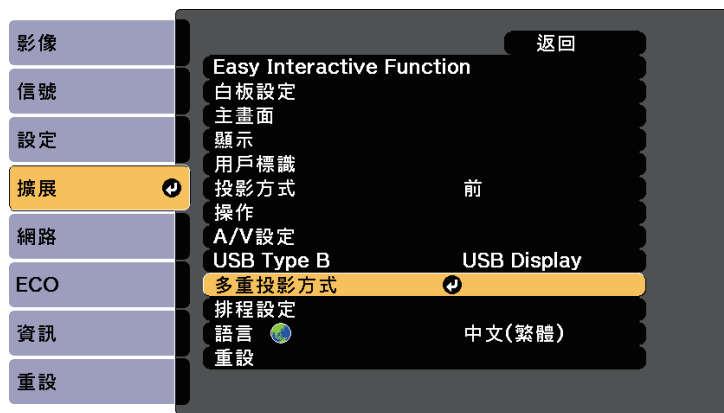 影像
信號
設定
擴展
網路
ECO
資訊
重設
返回
Easy Interactive Function
白板設定
主畫面
顯示
用戶標識
投影方式 前
操作
A/V設定
USB Type B USB Display
多重投影方式
排程設定
語言 中文(繁體)
重設